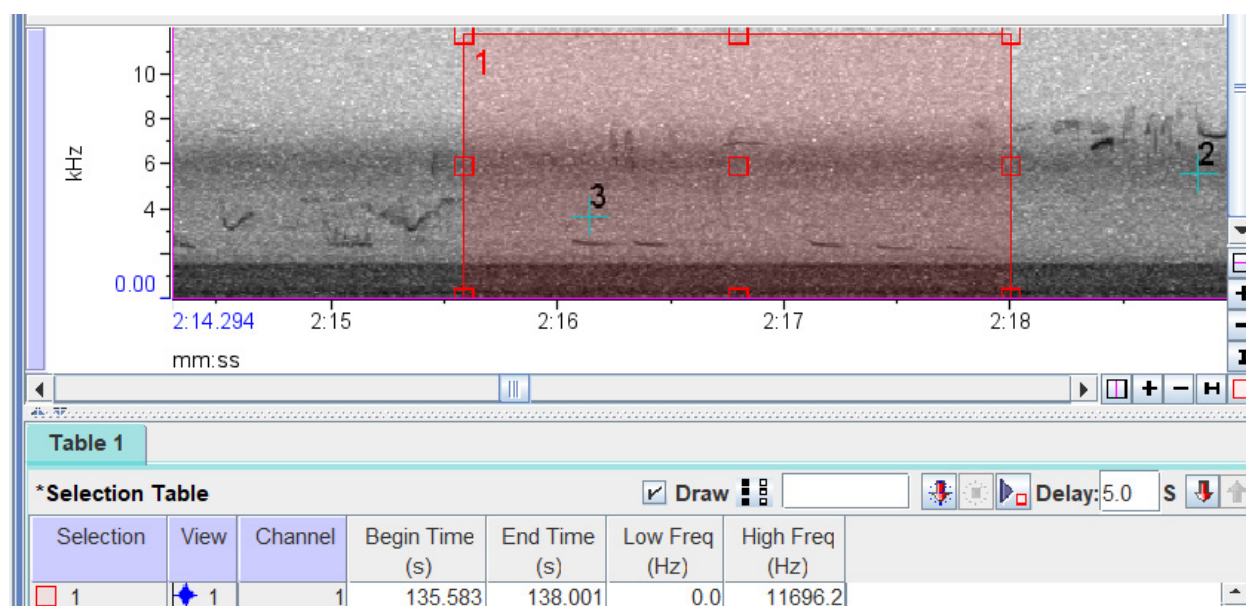 1
10
8
6
4
0.00
kHz
3
2
2:14.294 2:15 2:16 2:17 2:18
mm:ss
Table 1
*Selection Table Draw Delay: 5.0 S
Selection View Channel Begin Time (s) End Time (s) Low Freq (Hz) High Freq (Hz)
1 1 1 135.583 138.001 0.0 11696.2